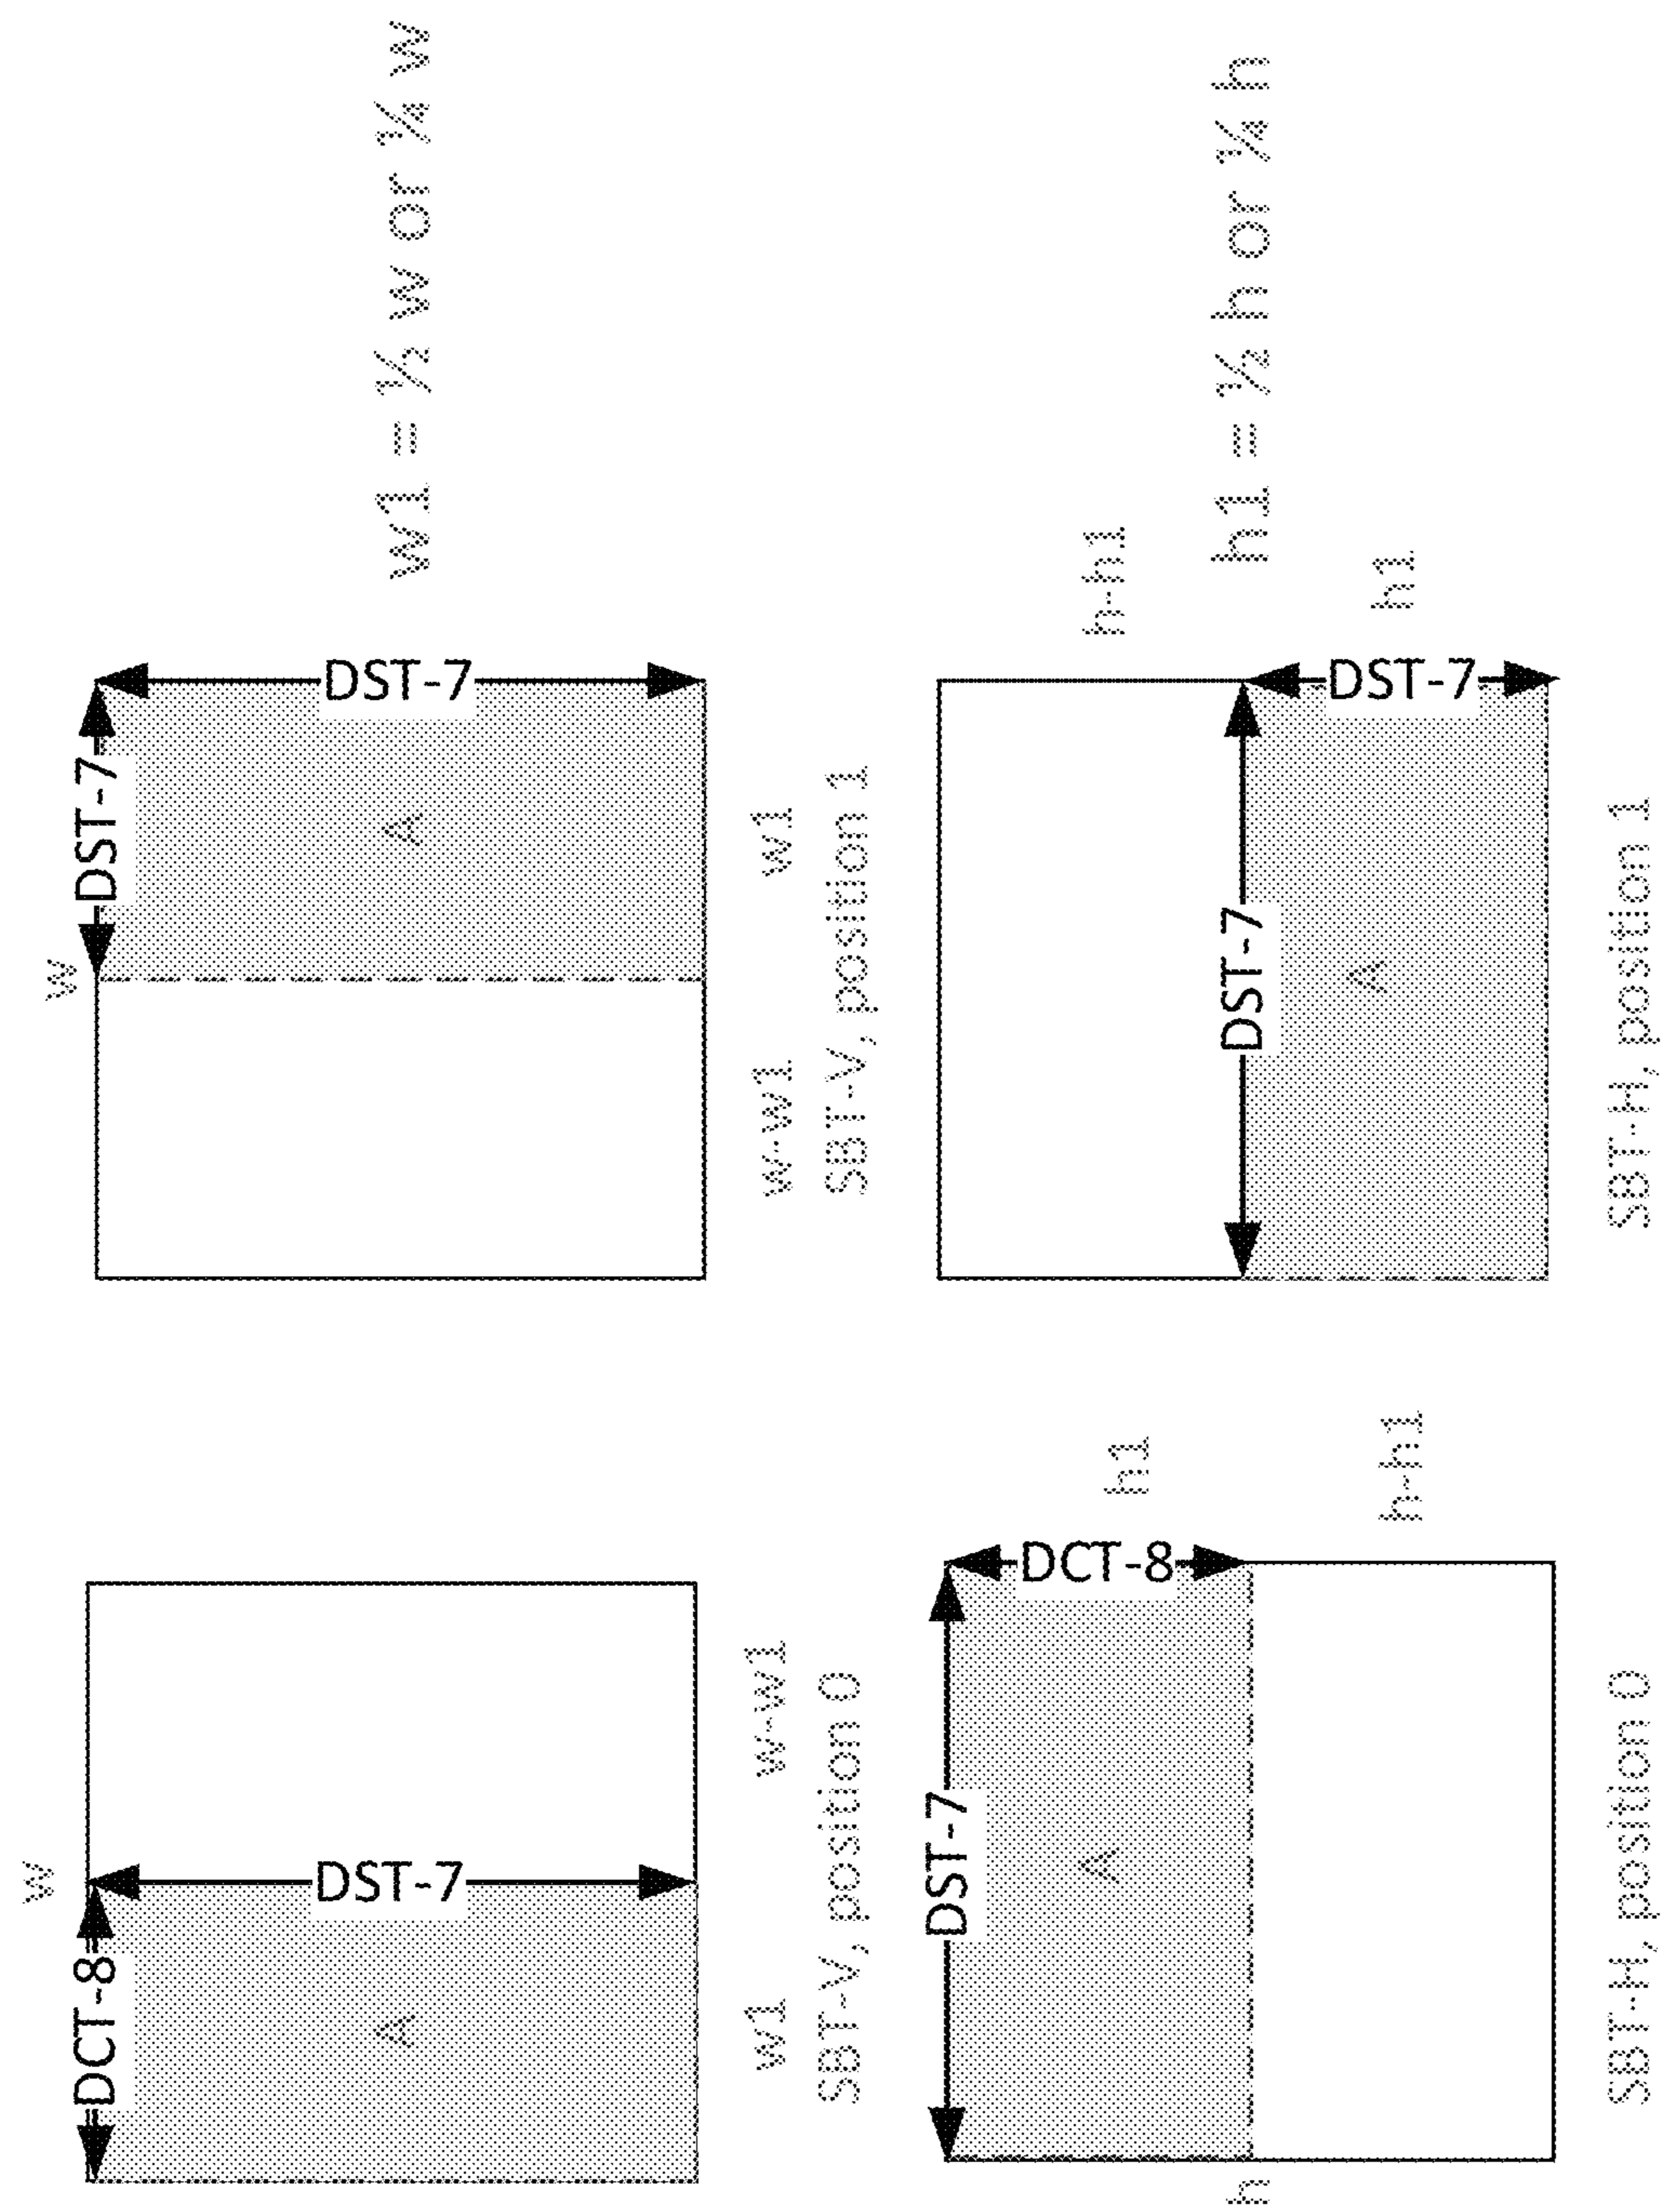 w
DCT-8
DST-7
A
w1
w-w1
SBT-V, position 0
w
DST-7
DST-7
A
w-w1
w1
SBT-V, position 1
w1 = ½ w or ¼ w
h
DST-7
DCT-8
A
h1
h-h1
SBT-H, position 0
DST-7
DST-7
A
h-h1
h1
SBT-H, position 1
h1 = ½ h or ¼ h